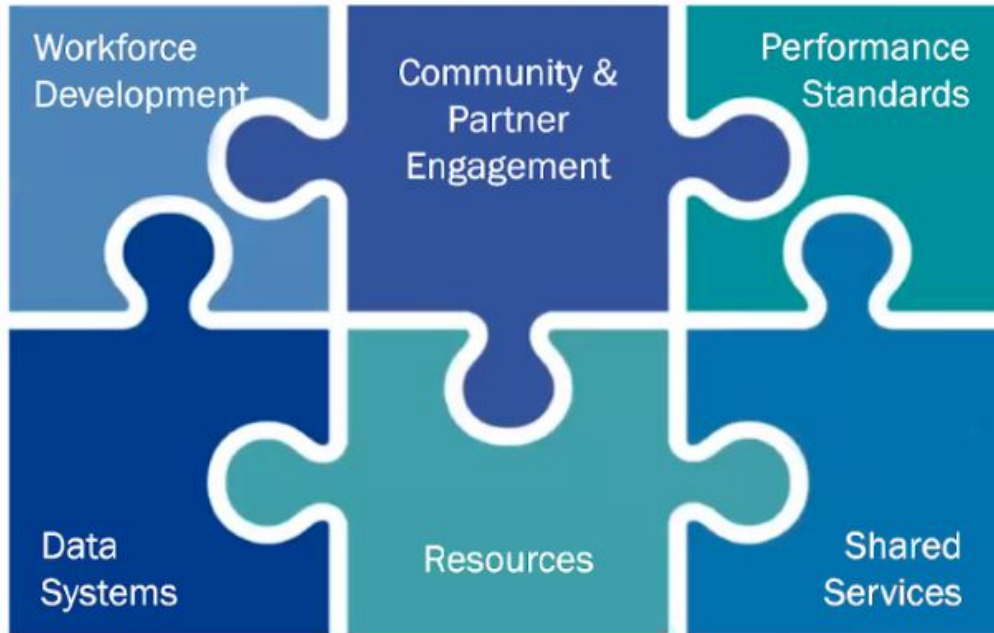 Workforce
Development
Community &
Partner
Engagement
Performance
Standards
Data
Systems
Resources
Shared
Services